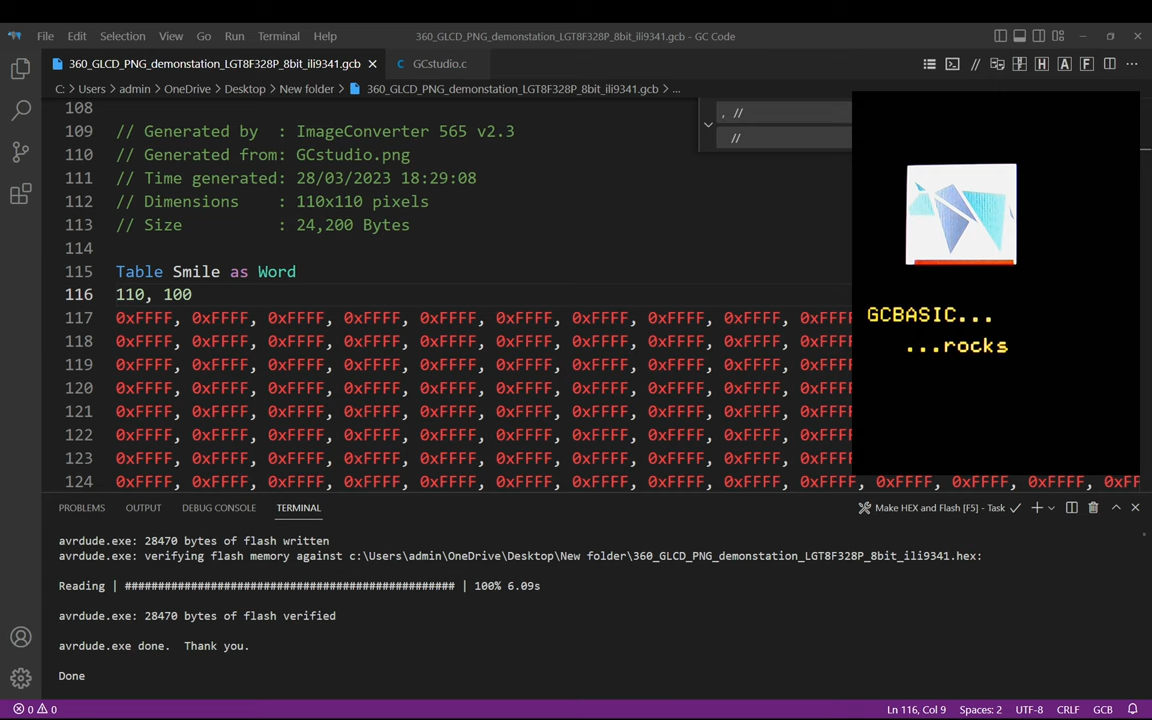 File Edit Selection View Go Run Terminal Help
360_GLCD_PNG_demonstation_LGT8F328P_8bit_ili9341.gcb - GC Code
360_GLCD_PNG_demonstation_LGT8F328P_8bit_ili9341.gcb
GCstudio.c
C: > Users > admin > OneDrive > Desktop > New folder > 360_GLCD_PNG_demonstation_LGT8F328P_8bit_ili9341.gcb > ...
, //
//
108
109 // Generated by : ImageConverter 565 v2.3
110 // Generated from: GCstudio.png
111 // Time generated: 28/03/2023 18:29:08
112 // Dimensions : 110x110 pixels
113 // Size : 24,200 Bytes
114
115 Table Smile as Word
116 110, 100
117 0xFFFF, 0xFFFF, 0xFFFF, 0xFFFF, 0xFFFF, 0xFFFF, 0xFFFF, 0xFFFF, 0xFFFF, 0xFFFF
118 0xFFFF, 0xFFFF, 0xFFFF, 0xFFFF, 0xFFFF, 0xFFFF, 0xFFFF, 0xFFFF, 0xFFFF, 0xFFFF
119 0xFFFF, 0xFFFF, 0xFFFF, 0xFFFF, 0xFFFF, 0xFFFF, 0xFFFF, 0xFFFF, 0xFFFF, 0xFFFF
120 0xFFFF, 0xFFFF, 0xFFFF, 0xFFFF, 0xFFFF, 0xFFFF, 0xFFFF, 0xFFFF, 0xFFFF, 0xFFFF
121 0xFFFF, 0xFFFF, 0xFFFF, 0xFFFF, 0xFFFF, 0xFFFF, 0xFFFF, 0xFFFF, 0xFFFF, 0xFFFF
122 0xFFFF, 0xFFFF, 0xFFFF, 0xFFFF, 0xFFFF, 0xFFFF, 0xFFFF, 0xFFFF, 0xFFFF, 0xFFFF
123 0xFFFF, 0xFFFF, 0xFFFF, 0xFFFF, 0xFFFF, 0xFFFF, 0xFFFF, 0xFFFF, 0xFFFF, 0xFFFF
124 0xFFFF, 0xFFFF, 0xFFFF, 0xFFFF, 0xFFFF, 0xFFFF, 0xFFFF, 0xFFFF, 0xFFFF, 0xFFFF, 0xFFFF, 0xFFFF, 0xFFFF, 0xFF
GCBASIC...
...rocks
PROBLEMS OUTPUT DEBUG CONSOLE TERMINAL
Make HEX and Flash [F5] - Task
avrdude.exe: 28470 bytes of flash written
avrdude.exe: verifying flash memory against c:\Users\admin\OneDrive\Desktop\New folder\360_GLCD_PNG_demonstation_LGT8F328P_8bit_ili9341.hex:
Reading | ################################################## | 100% 6.09s
avrdude.exe: 28470 bytes of flash verified
avrdude.exe done. Thank you.
Done
0 0
Ln 116, Col 9 Spaces: 2 UTF-8 CRLF GCB